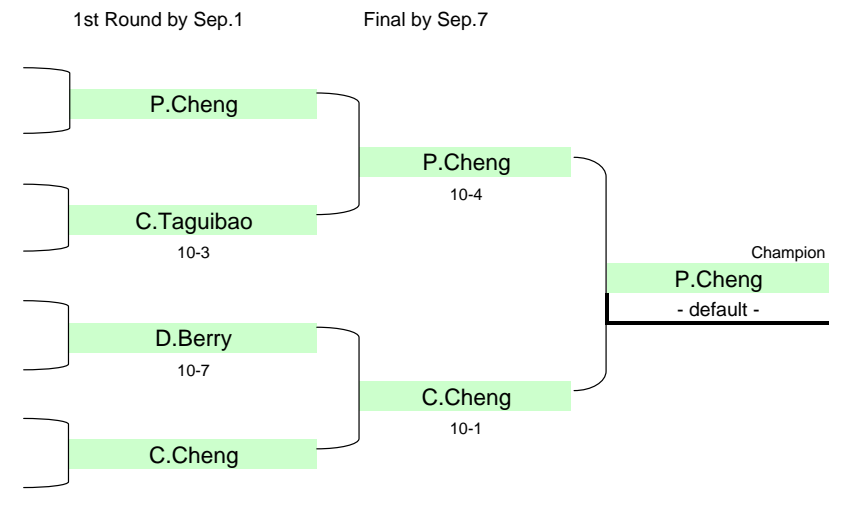 1st Round by Sep.1
Final by Sep.7
P.Cheng
P.Cheng
10-4
C.Taguibao
10-3
Champion
P.Cheng
- default -
D.Berry
10-7
C.Cheng
10-1
C.Cheng